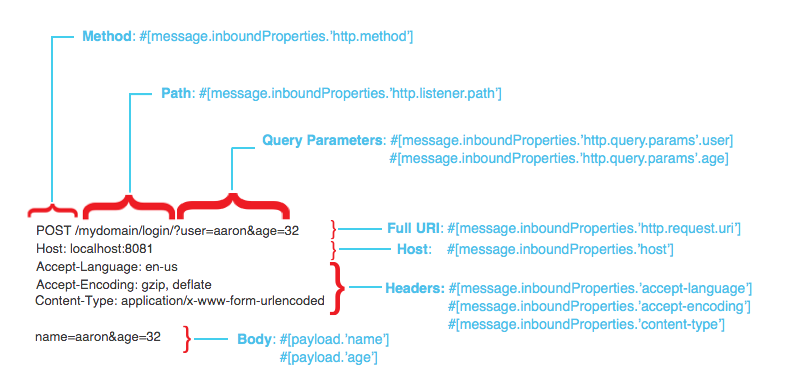 Method: #[message.inboundProperties.'http.method']
Path: #[message.inboundProperties.'http.listener.path']
Query Parameters: #[message.inboundProperties.'http.query.params'.user]
#[message.inboundProperties.'http.query.params'.age]
POST /mydomain/login/?user=aaron&age=32
Full URI: #[message.inboundProperties.'http.request.uri']
Host: localhost:8081
Host: #[message.inboundProperties.'host']
Accept-Language: en-us
Accept-Encoding: gzip, deflate
Content-Type: application/x-www-form-urlencoded
Headers: #[message.inboundProperties.'accept-language']
#[message.inboundProperties.'accept-encoding']
#[message.inboundProperties.'content-type']
name=aaron&age=32
Body: #[payload.'name']
#[payload.'age']